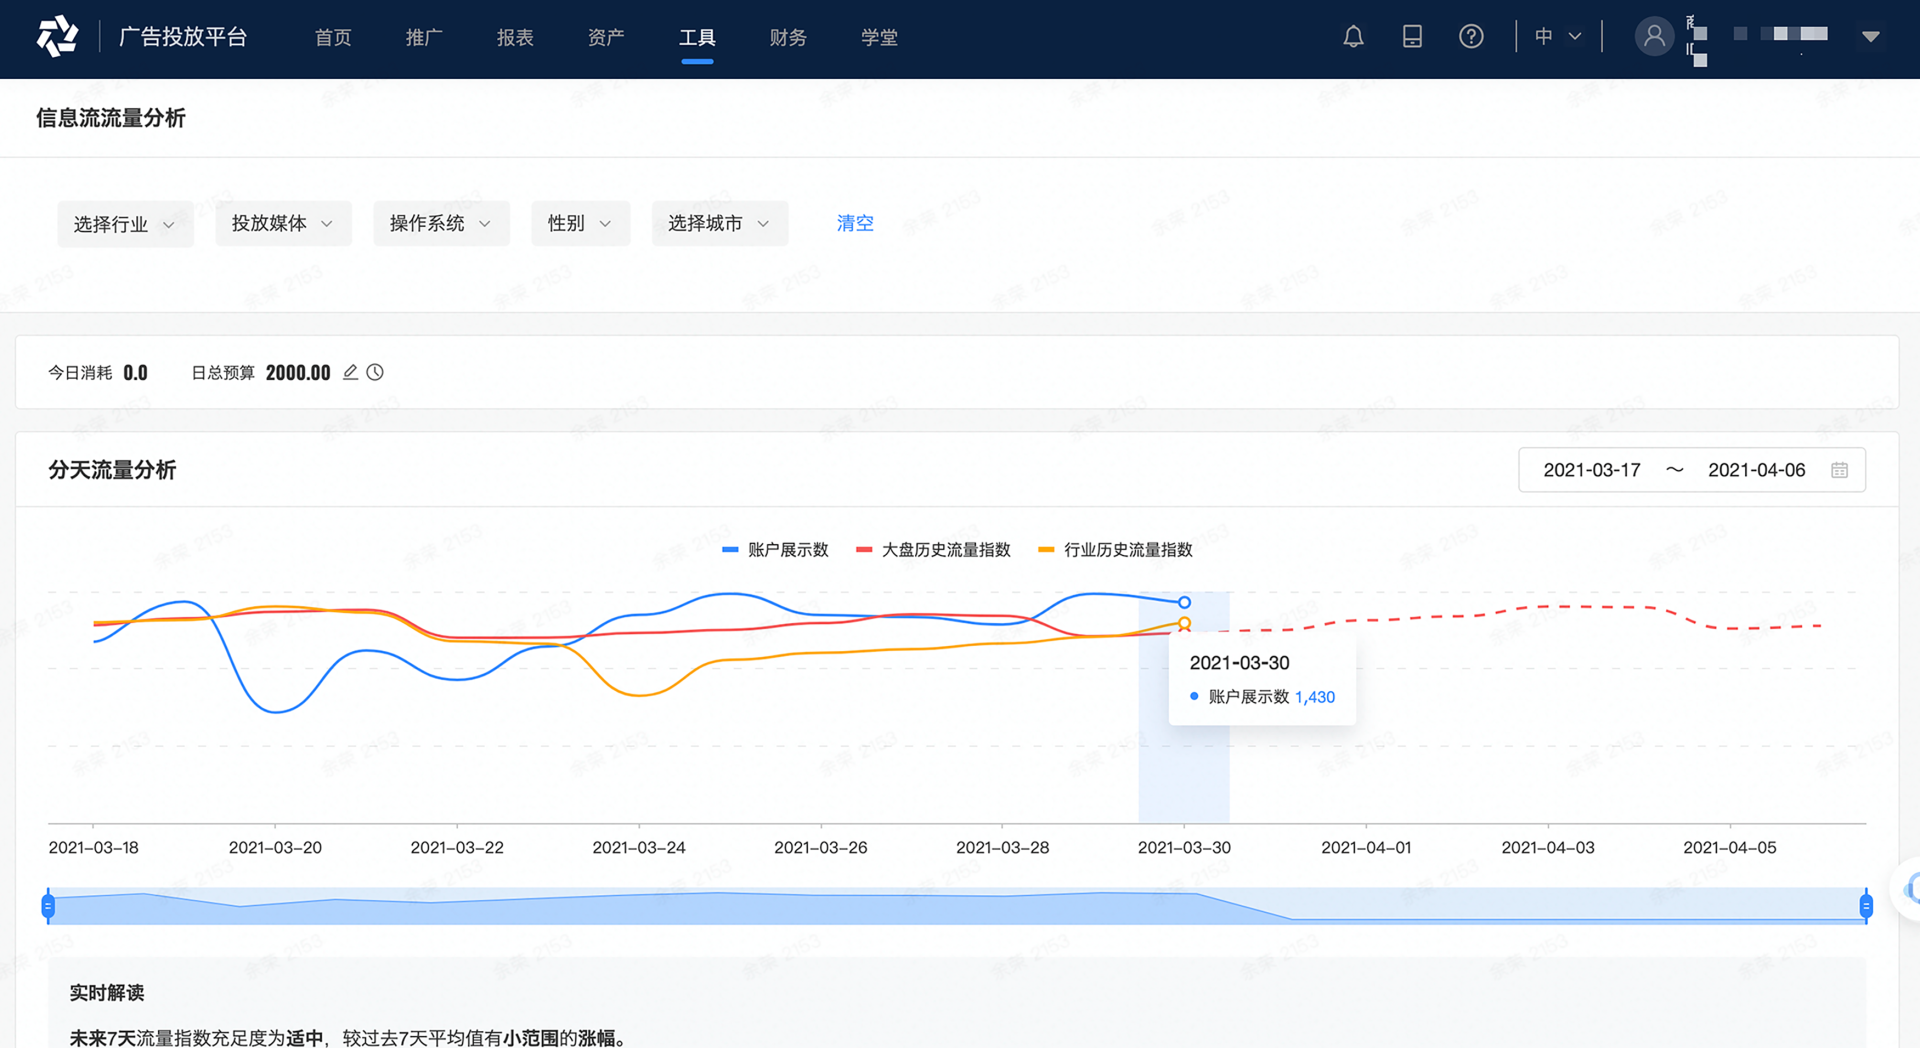 广告投放平台
首页 推广 报表 资产 工具 财务 学堂
中
信息流流量分析
选择行业 投放媒体 操作系统 性别 选择城市 清空
今日消耗 0.0 日总预算 2000.00
分天流量分析
2021-03-17 ～ 2021-04-06
账户展示数 大盘历史流量指数 行业历史流量指数
2021-03-30
账户展示数 1,430
2021-03-18 2021-03-20 2021-03-22 2021-03-24 2021-03-26 2021-03-28 2021-03-30 2021-04-01 2021-04-03 2021-04-05
实时解读
未来7天流量指数充足度为适中，较过去7天平均值有小范围的涨幅。
余荣 2153